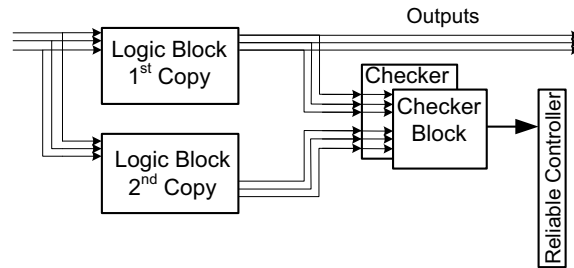 Outputs
Logic Block
1st Copy
Checker
Checker
Block
Logic Block
2nd Copy
Reliable Controller